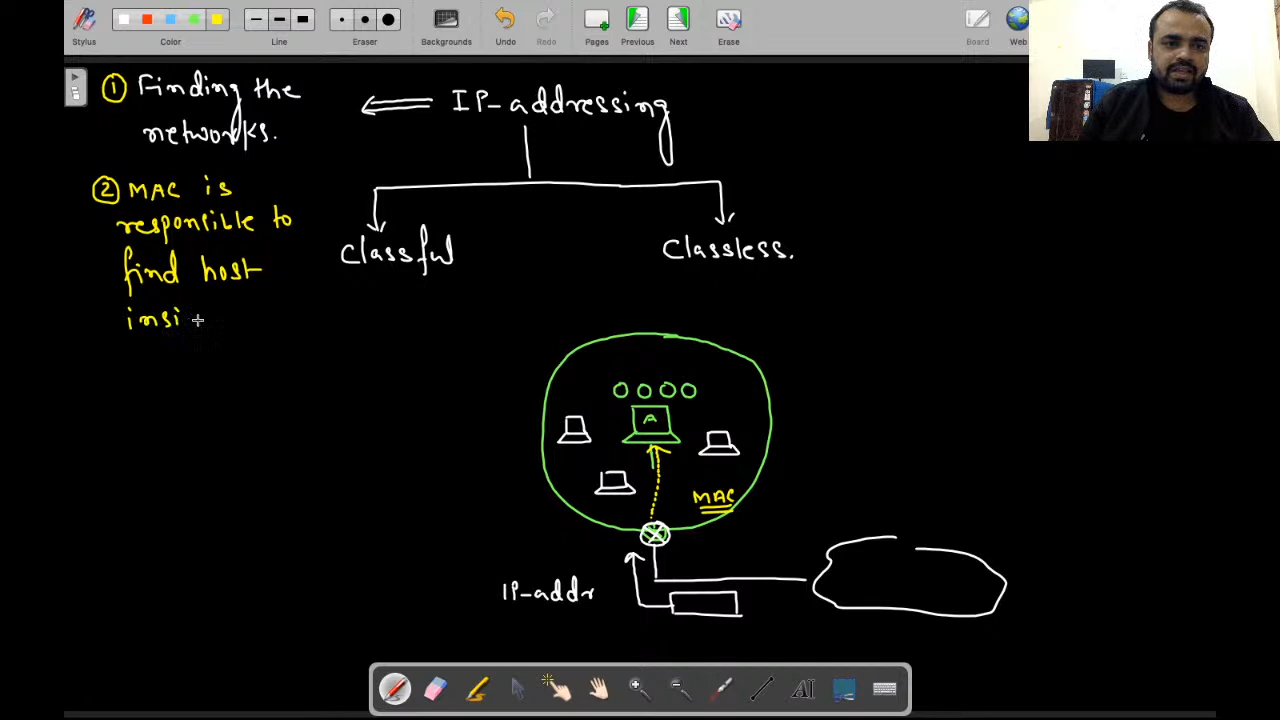 Stylus
Color
Line
Eraser
Backgrounds
Undo
Redo
Pages
Previous
Next
Erase
Board
Web
① Finding the
networks.
IP-addressing
② MAC is
responsible to
find host
insi
Classful
Classless.
A
MAC
IP-addr
AI